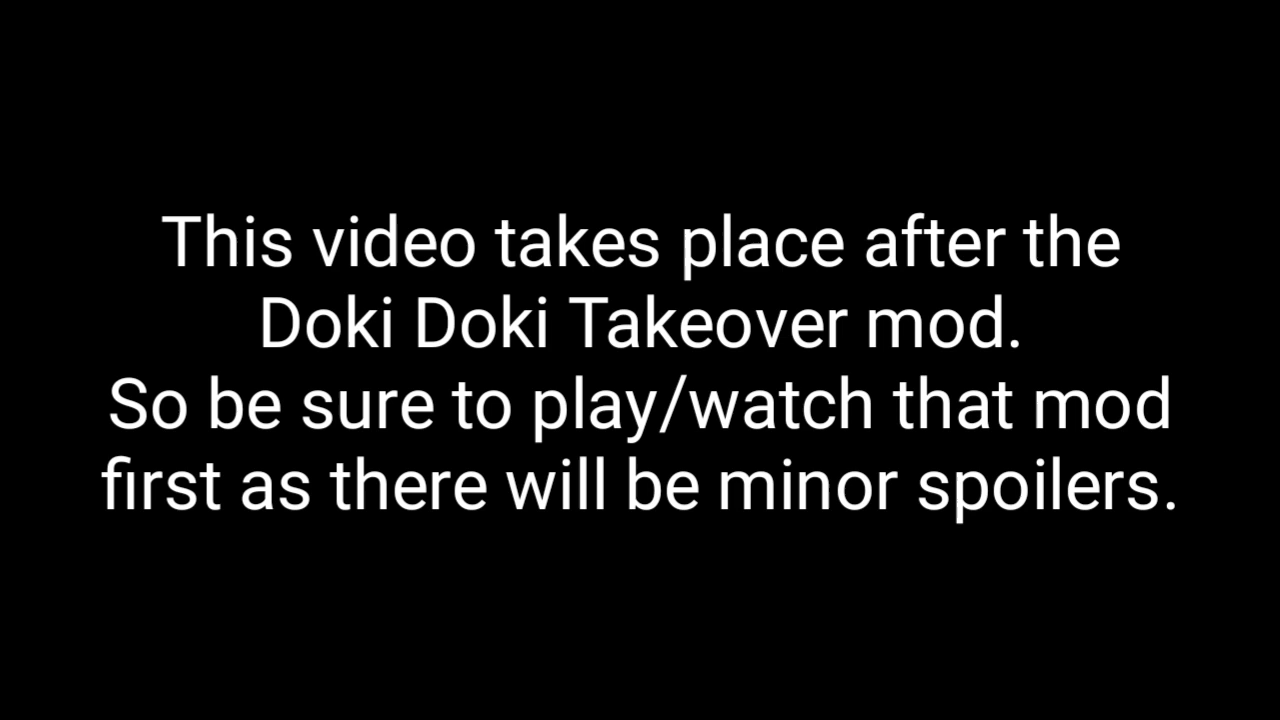 This video takes place after the
Doki Doki Takeover mod.
So be sure to play/watch that mod
first as there will be minor spoilers.